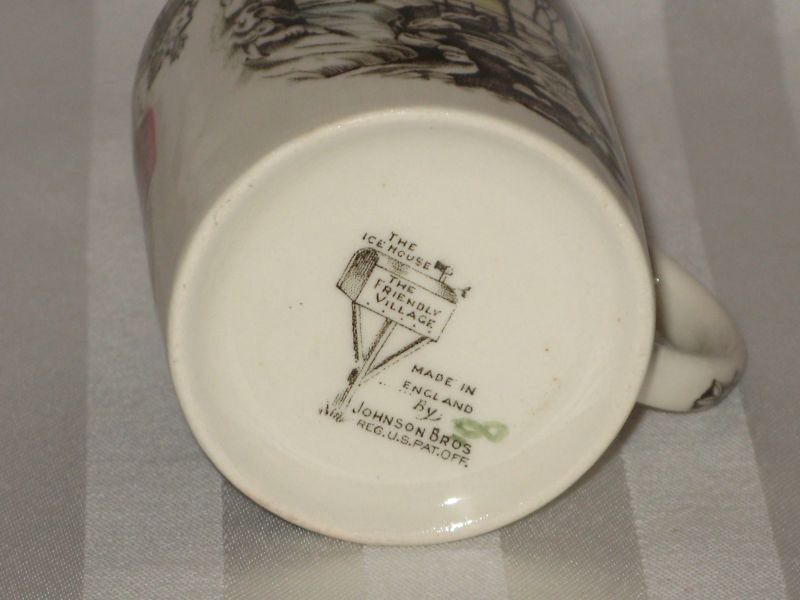 THE
ICE HOUSE
THE
FRIENDLY
VILLAGE
MADE IN
ENGLAND
By
JOHNSON BROS
REG. U.S. PAT. OFF.